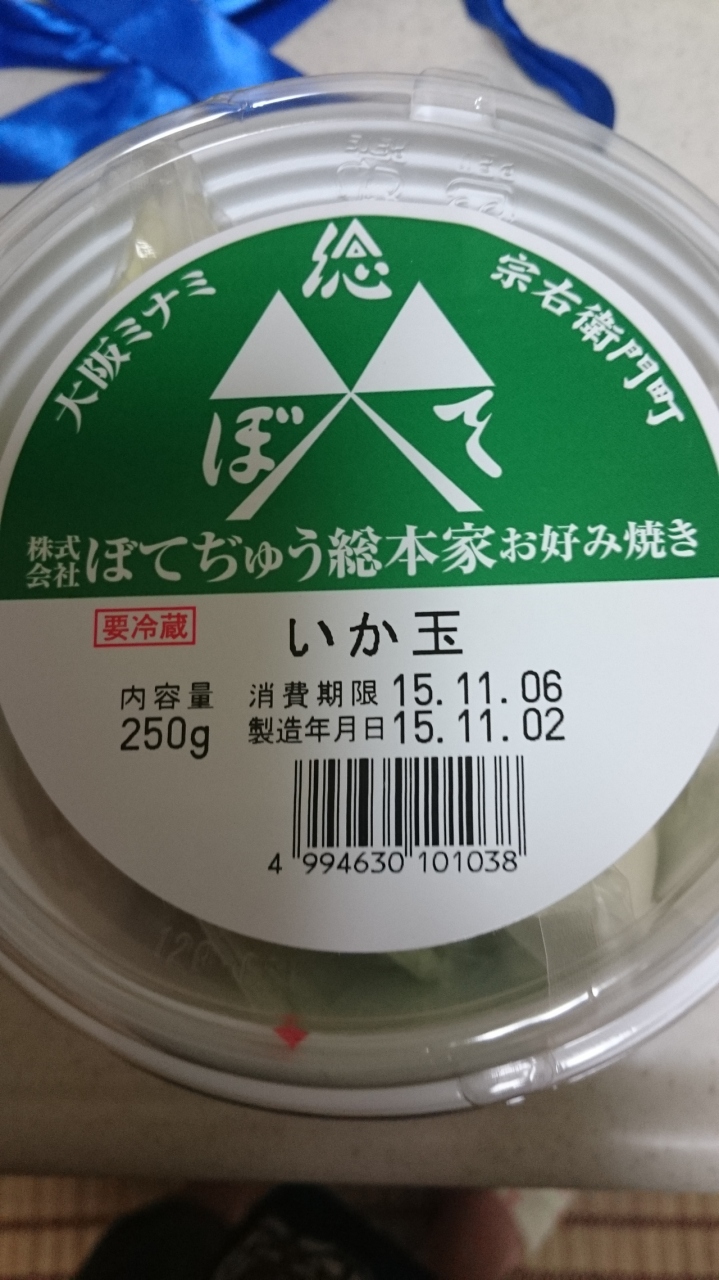 総
大阪ミナミ
宗右衛門町
ぼ
そ
株式会社ぼてぢゅう総本家お好み焼き
要冷蔵
いか玉
内容量
250g
消費期限 15.11.06
製造年月日 15.11.02
4 994630 101038